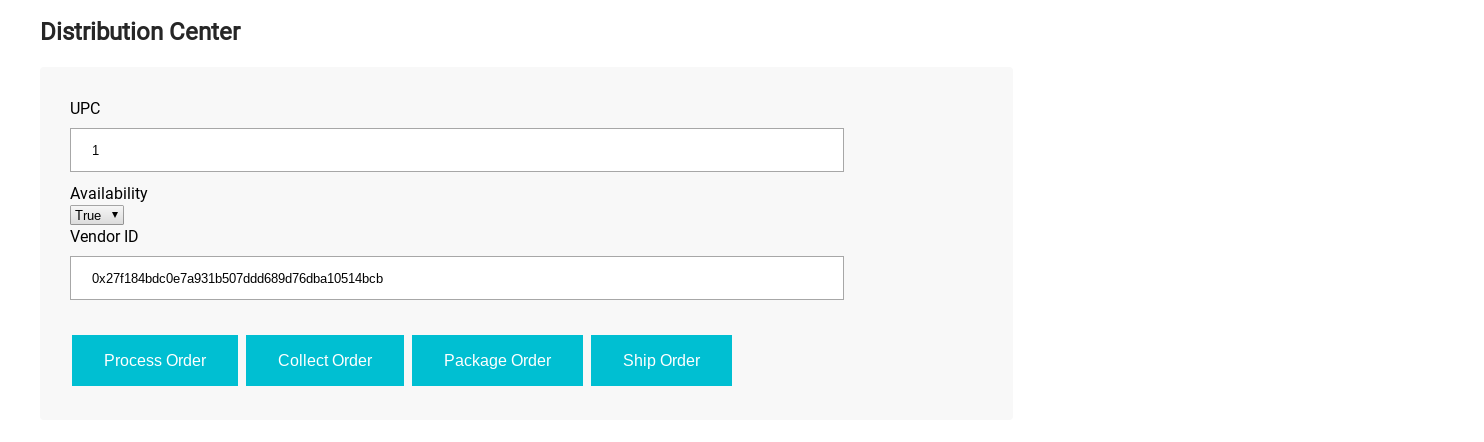 Distribution Center
UPC
1
Availability
True
Vendor ID
0x27f184bdc0e7a931b507ddd689d76dba10514bcb
Process Order Collect Order Package Order Ship Order